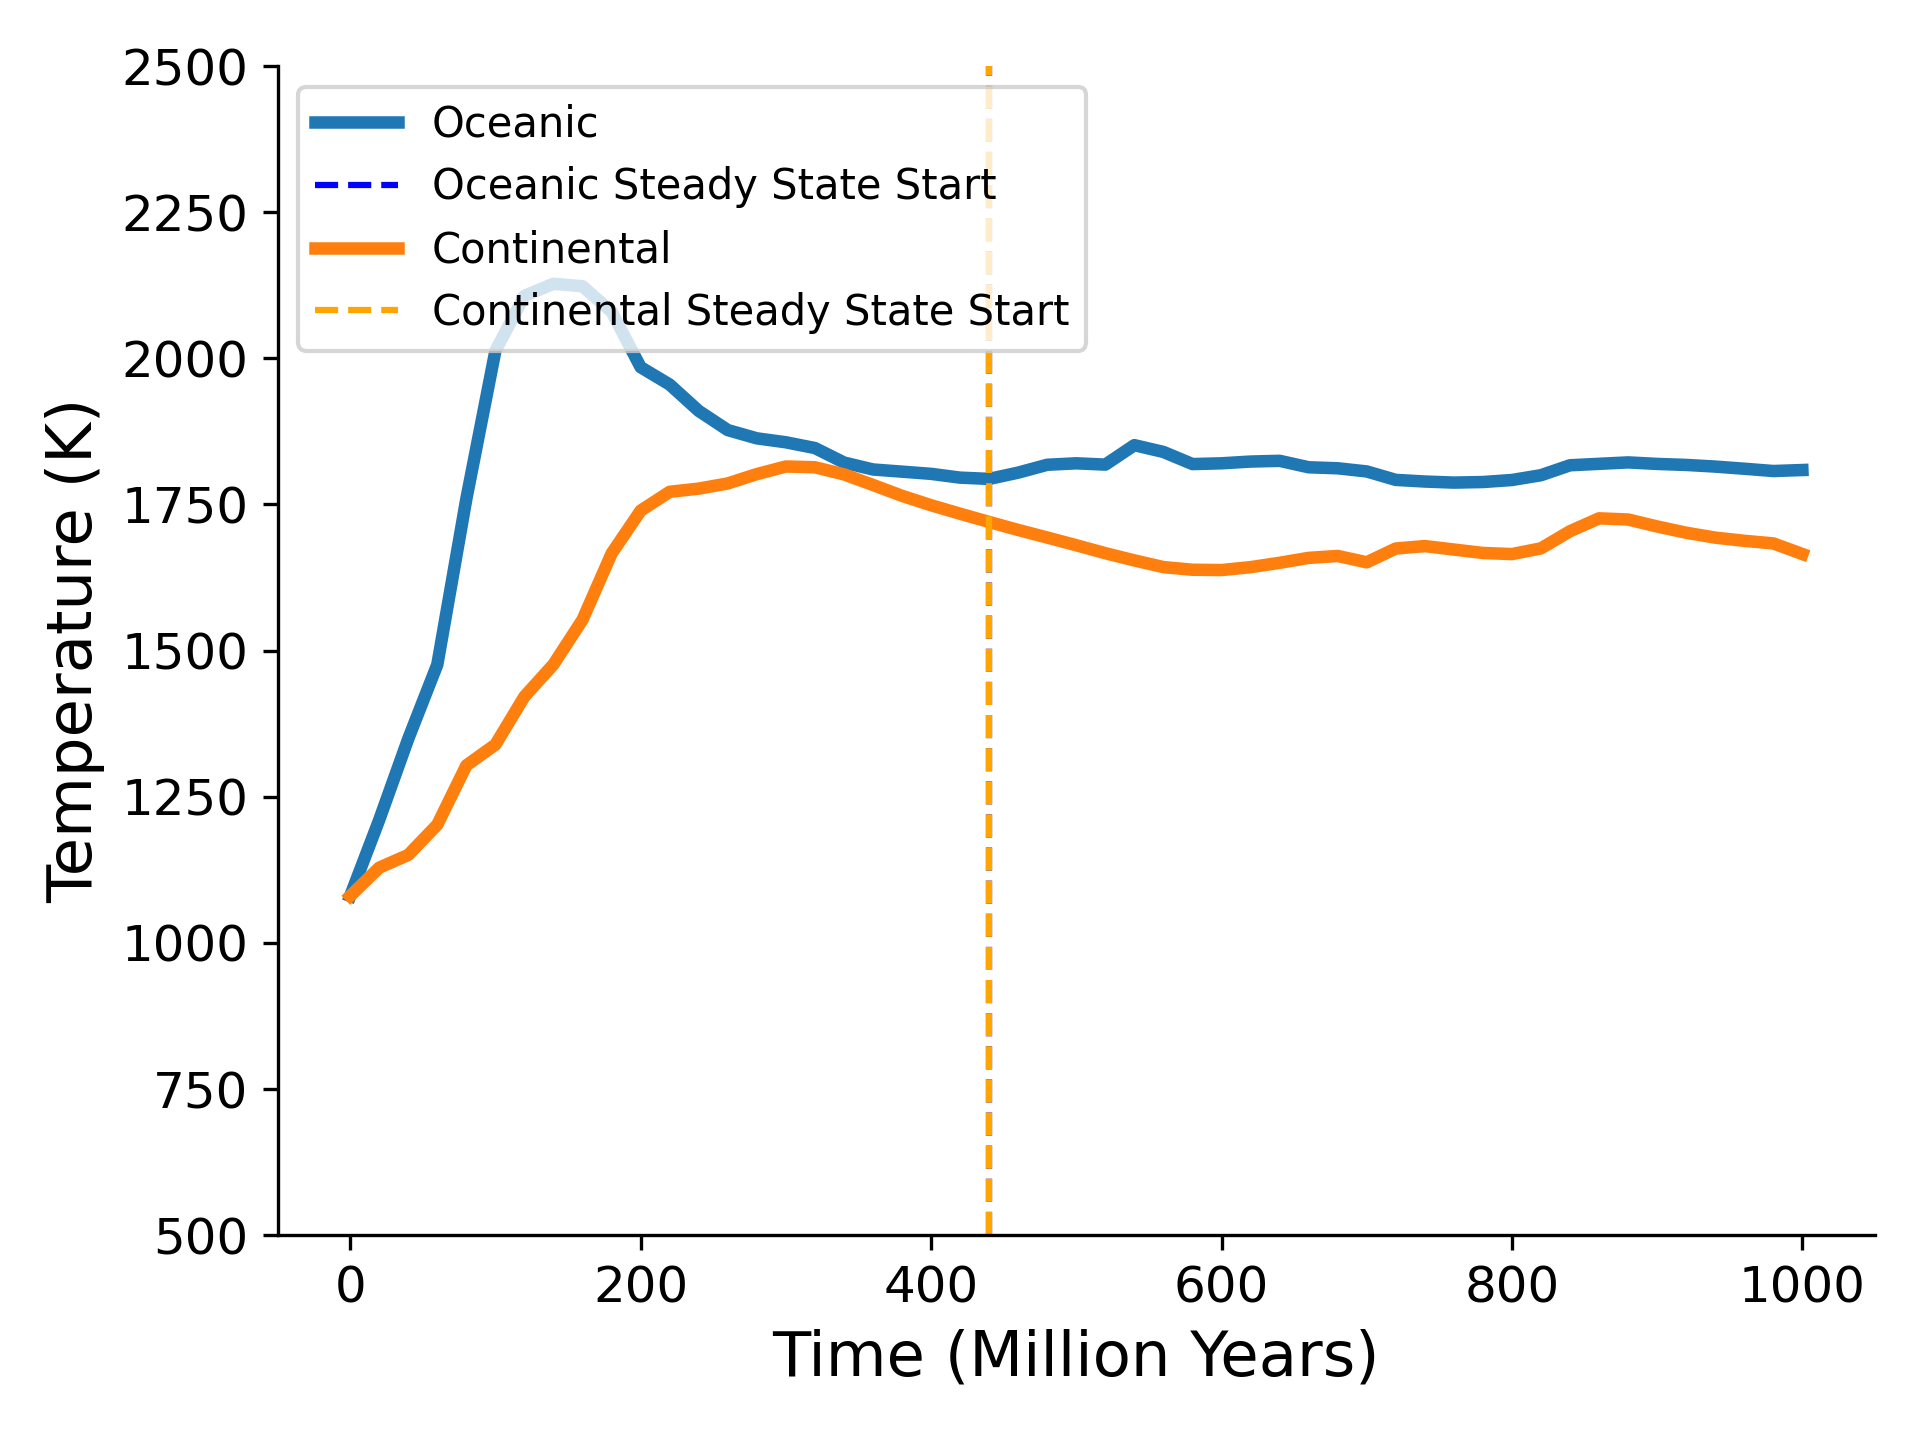 2500
2250
2000
1750
1500
1250
1000
750
500
Temperature (K)
Oceanic
Oceanic Steady State Start
Continental
Continental Steady State Start
0 200 400 600 800 1000
Time (Million Years)